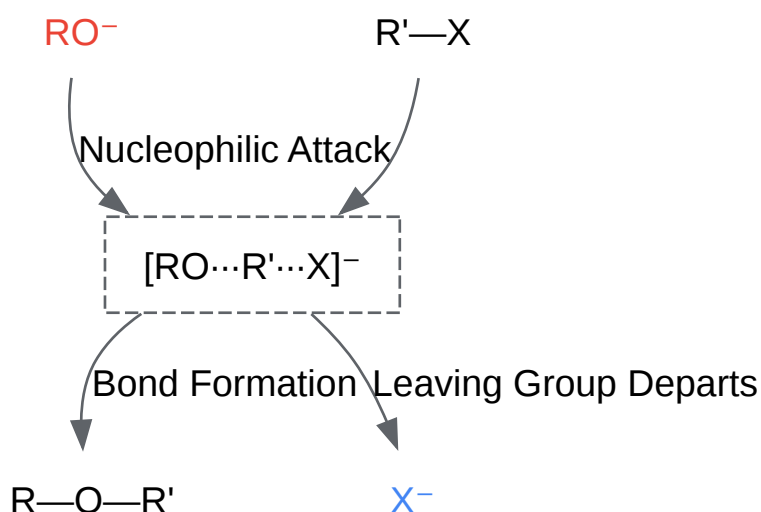 RO⁻ R'—X
Nucleophilic Attack
[RO···R'···X]⁻
Bond Formation Leaving Group Departs
R—O—R' X⁻